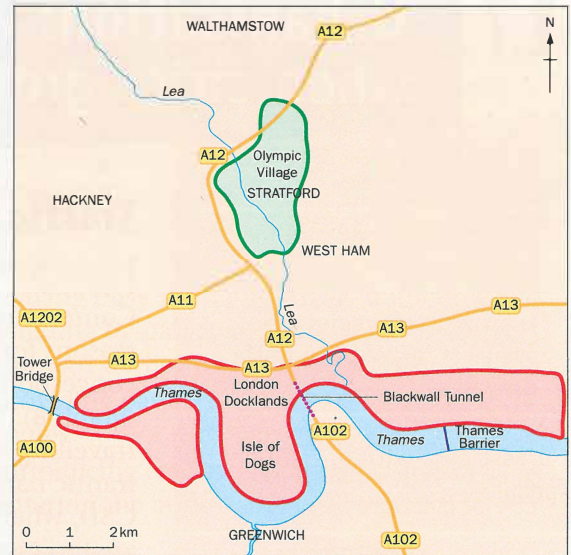 WALTHAMSTOW
A12
N
Lea
A12
Olympic
Village
STRATFORD
HACKNEY
WEST HAM
A11
Lea
A1202
A12
A13
A13
A13
A13
Tower
Bridge
London
Docklands
Thames
Blackwall Tunnel
A102
Thames
Thames
Barrier
A100
Isle of
Dogs
GREENWICH
A102
0 1 2 km